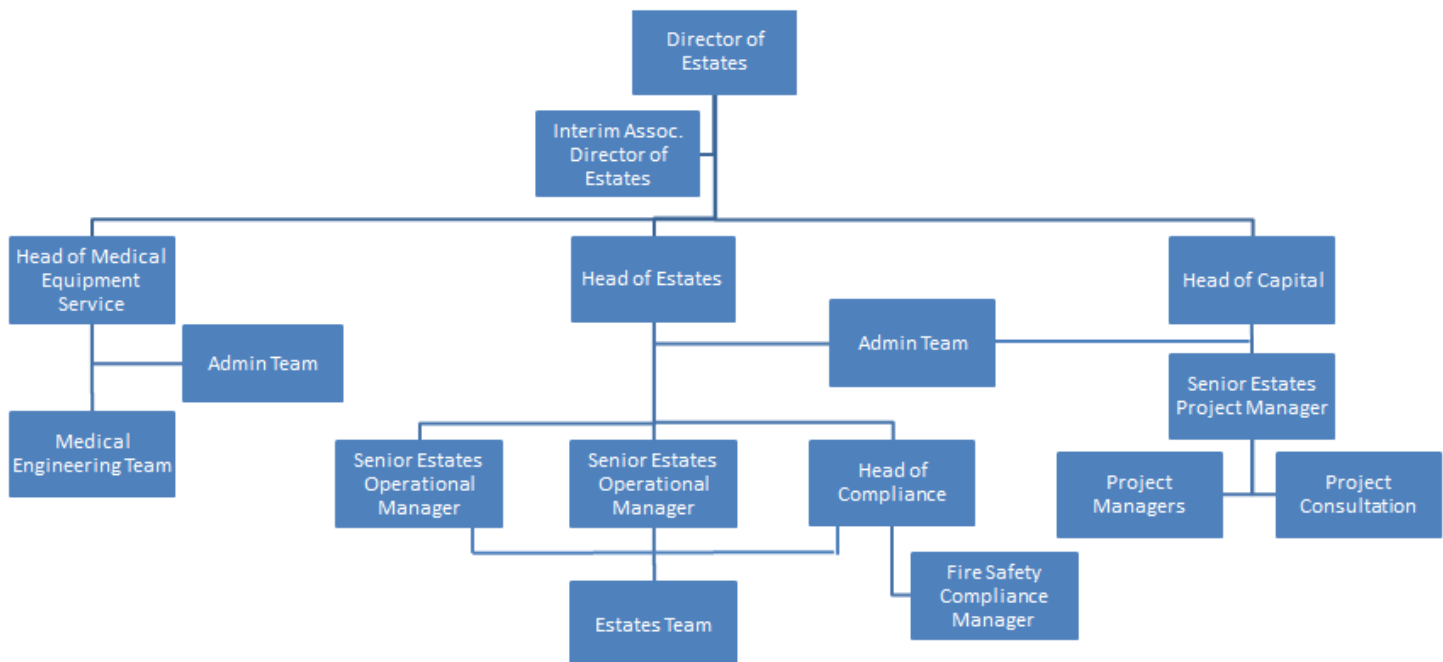 Director of
Estates
Interim Assoc.
Director of
Estates
Head of Medical
Equipment
Service
Head of Estates
Head of Capital
Admin Team
Admin Team
Senior Estates
Project Manager
Medical
Engineering Team
Senior Estates
Operational
Manager
Senior Estates
Operational
Manager
Head of
Compliance
Project
Managers
Project
Consultation
Estates Team
Fire Safety
Compliance
Manager